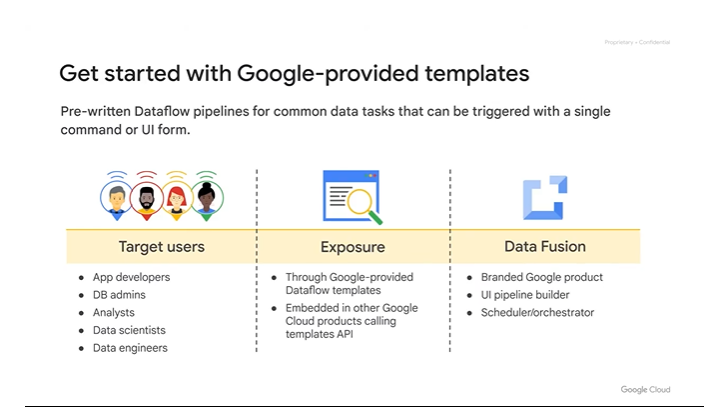 Proprietary + Confidential
Get started with Google-provided templates
Pre-written Dataflow pipelines for common data tasks that can be triggered with a single
command or UI form.
Target users
App developers
DB admins
Analysts
Data scientists
Data engineers
Exposure
Through Google-provided
Dataflow templates
Embedded in other Google
Cloud products calling
templates API
Data Fusion
Branded Google product
UI pipeline builder
Scheduler/orchestrator
Google Cloud